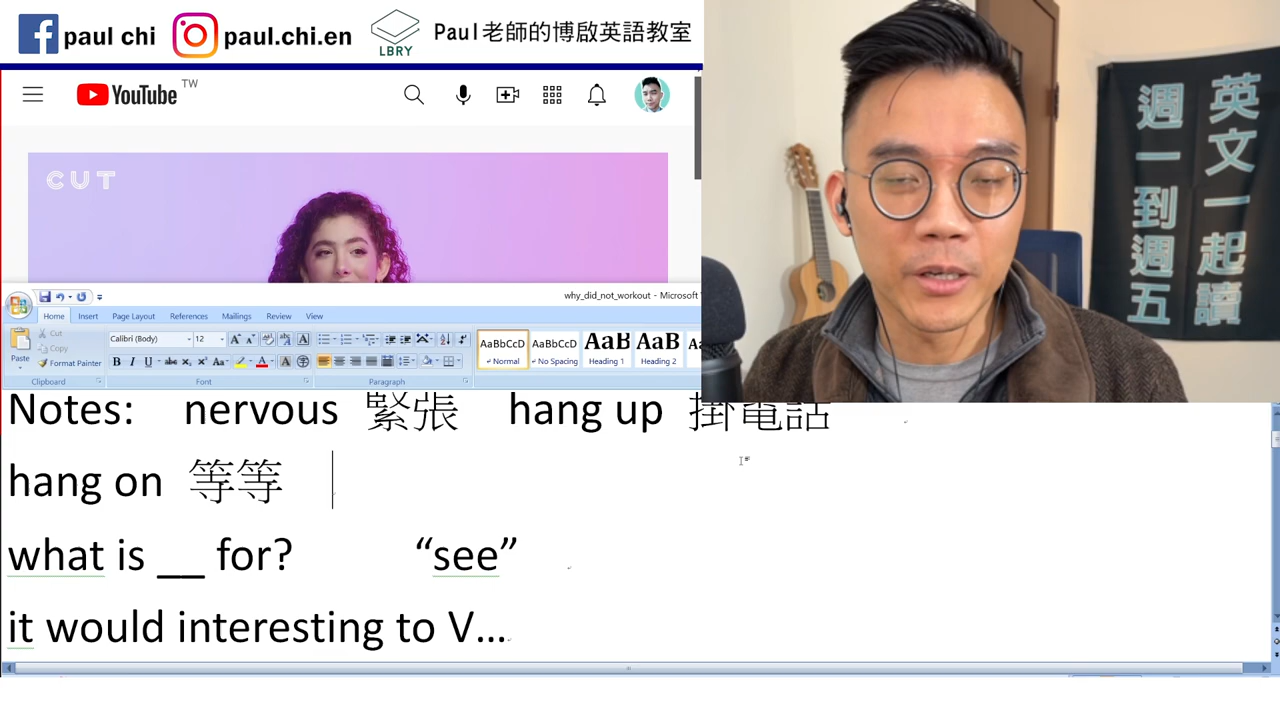 paul chi
paul.chi.en
LBRY
Paul老師的博啟英語教室
YouTube TW
CUT
why_did_not_workout - Microsoft
Home Insert Page Layout References Mailings Review View
Paste
Cut
Copy
Format Painter
Clipboard
Calibri (Body) 12
Font
Paragraph
AaBbCcD
Normal
AaBbCcD
No Spacing
AaB
Heading 1
AaB
Heading 2
Notes: nervous 緊張 hang up 掛電話
hang on 等等
what is __ for? “see”
it would interesting to V...
英文一起讀
週一到週五